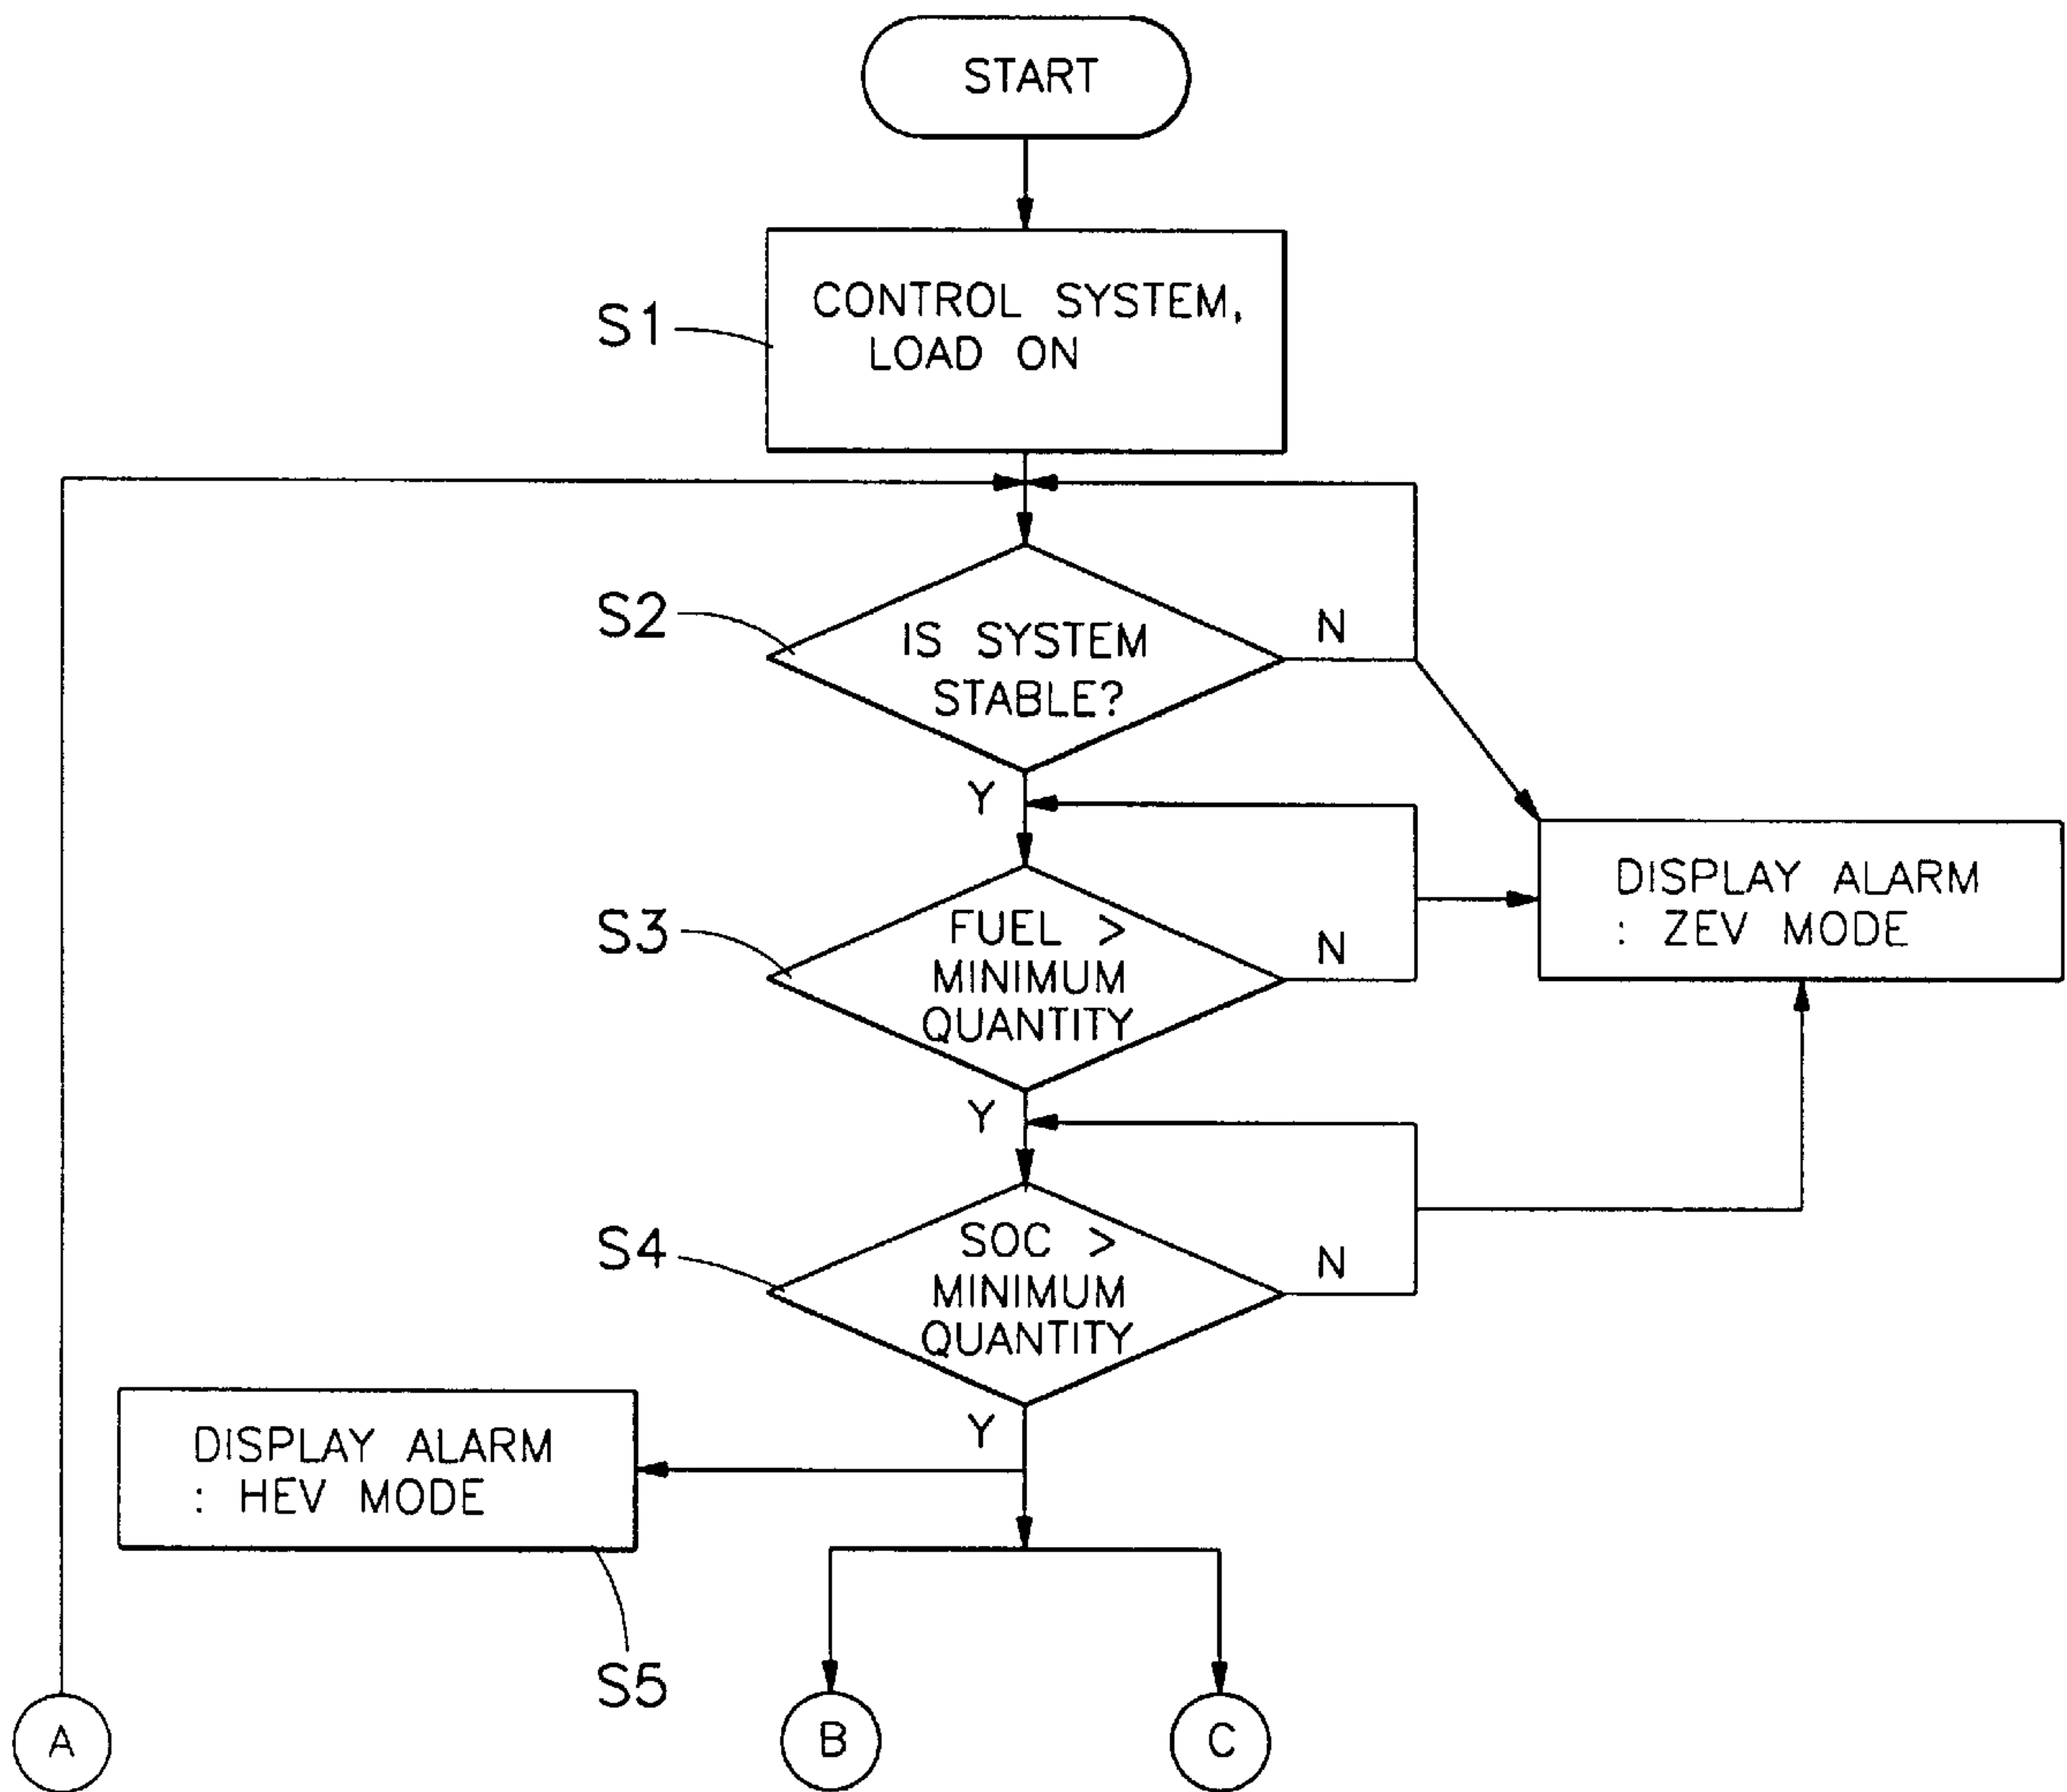 START
S1
CONTROL SYSTEM,
LOAD ON
S2
IS SYSTEM
STABLE?
N
Y
S3
FUEL >
MINIMUM
QUANTITY
N
DISPLAY ALARM
: ZEV MODE
Y
S4
SOC >
MINIMUM
QUANTITY
N
Y
DISPLAY ALARM
: HEV MODE
S5
A
B
C